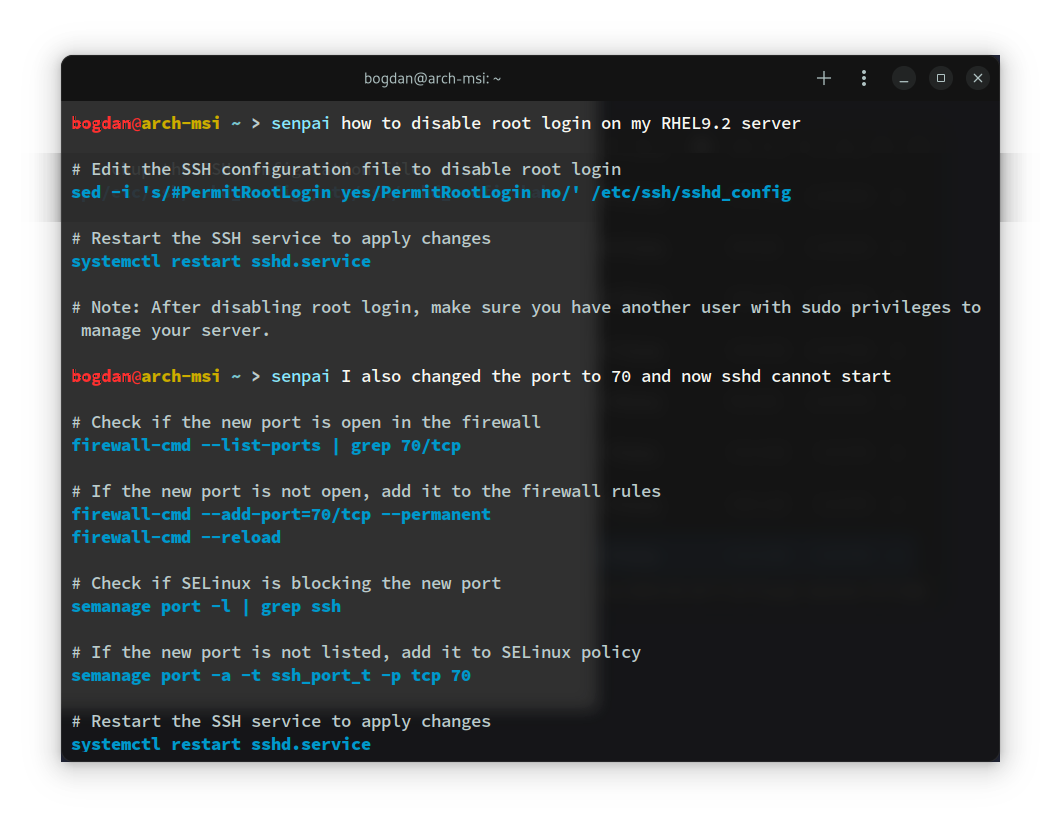 bogdan@arch-msi: ~
bogdan@arch-msi ~ > senpai how to disable root login on my RHEL9.2 server
# Edit the SSH configuration file to disable root login
sed -i 's/#PermitRootLogin yes/PermitRootLogin no/' /etc/ssh/sshd_config
# Restart the SSH service to apply changes
systemctl restart sshd.service
# Note: After disabling root login, make sure you have another user with sudo privileges to
manage your server.
bogdan@arch-msi ~ > senpai I also changed the port to 70 and now sshd cannot start
# Check if the new port is open in the firewall
firewall-cmd --list-ports | grep 70/tcp
# If the new port is not open, add it to the firewall rules
firewall-cmd --add-port=70/tcp --permanent
firewall-cmd --reload
# Check if SELinux is blocking the new port
semanage port -l | grep ssh
# If the new port is not listed, add it to SELinux policy
semanage port -a -t ssh_port_t -p tcp 70
# Restart the SSH service to apply changes
systemctl restart sshd.service